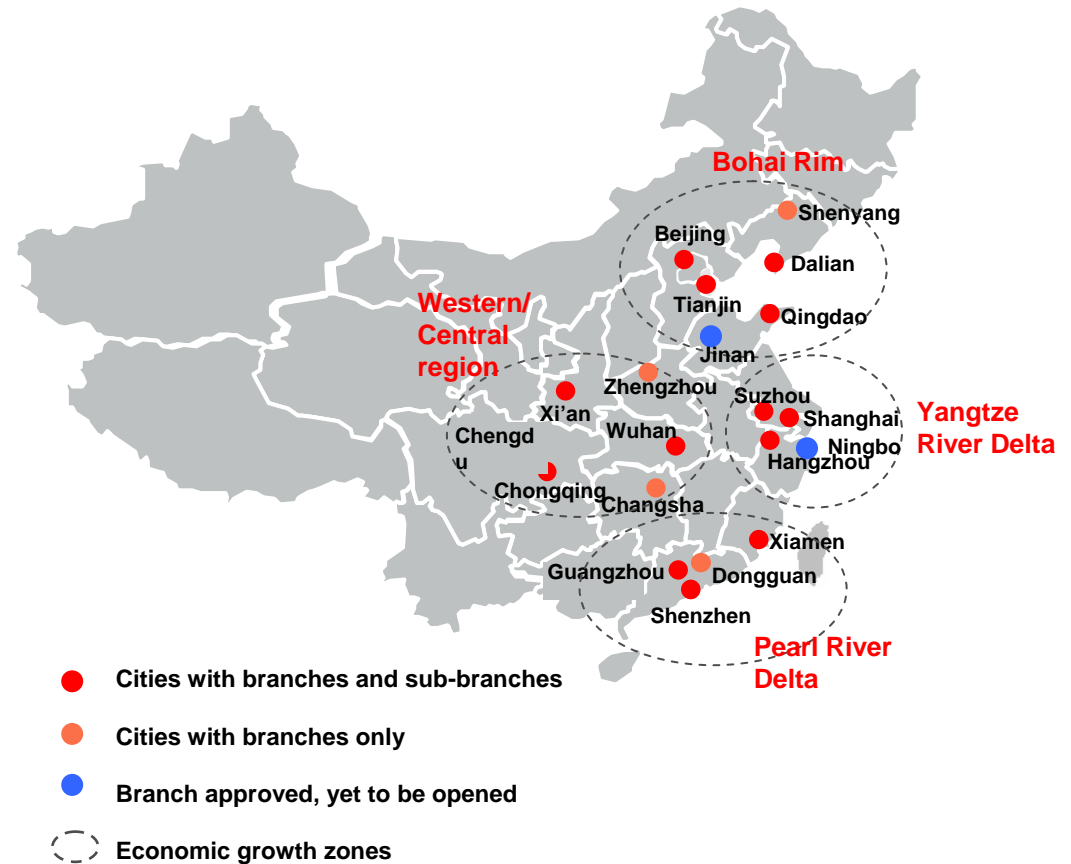 Bohai Rim
Shenyang
Beijing
Dalian
Western/
Central
region
Tianjin
Qingdao
Jinan
Zhengzhou
Xi’an
Suzhou
Shanghai
Yangtze
River Delta
Chengd
u
Wuhan
Ningbo
Hangzhou
Chongqing
Changsha
Xiamen
Guangzhou
Dongguan
Shenzhen
Pearl River
Delta
Cities with branches and sub-branches
Cities with branches only
Branch approved, yet to be opened
Economic growth zones